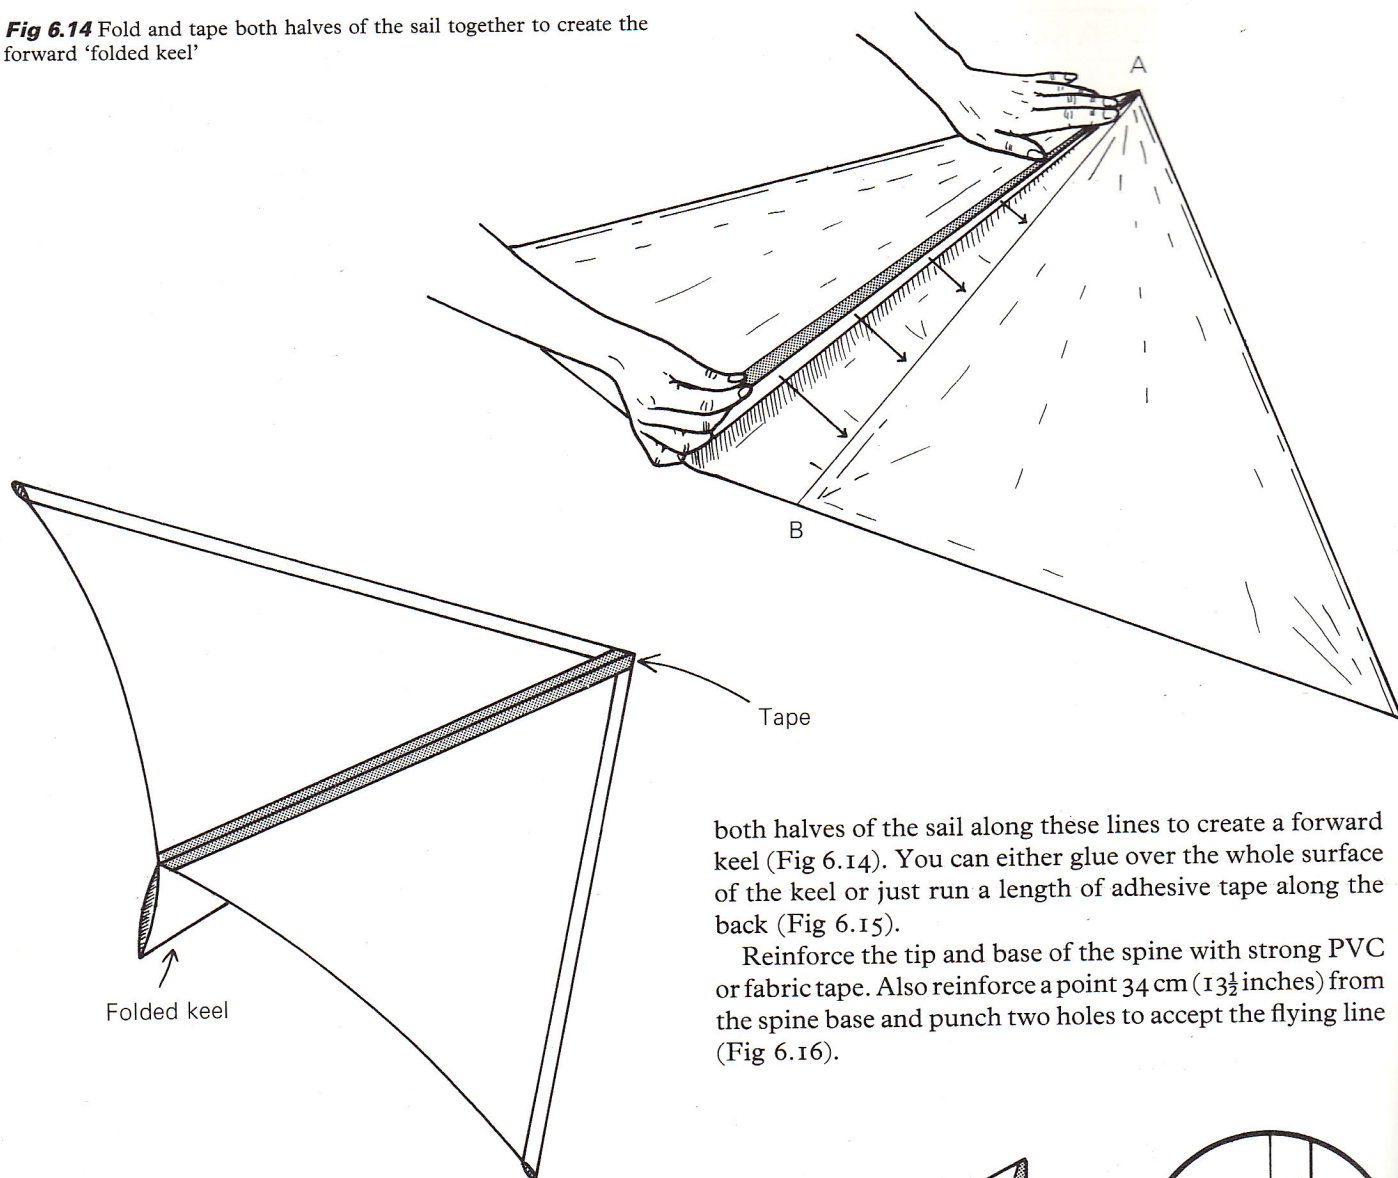 Fig 6.14 Fold and tape both halves of the sail together to create the
forward ‘folded keel’
A
B
Tape
Folded keel
both halves of the sail along these lines to create a forward
keel (Fig 6.14). You can either glue over the whole surface
of the keel or just run a length of adhesive tape along the
back (Fig 6.15).
Reinforce the tip and base of the spine with strong PVC
or fabric tape. Also reinforce a point 34 cm (13½ inches) from
the spine base and punch two holes to accept the flying line
(Fig 6.16).